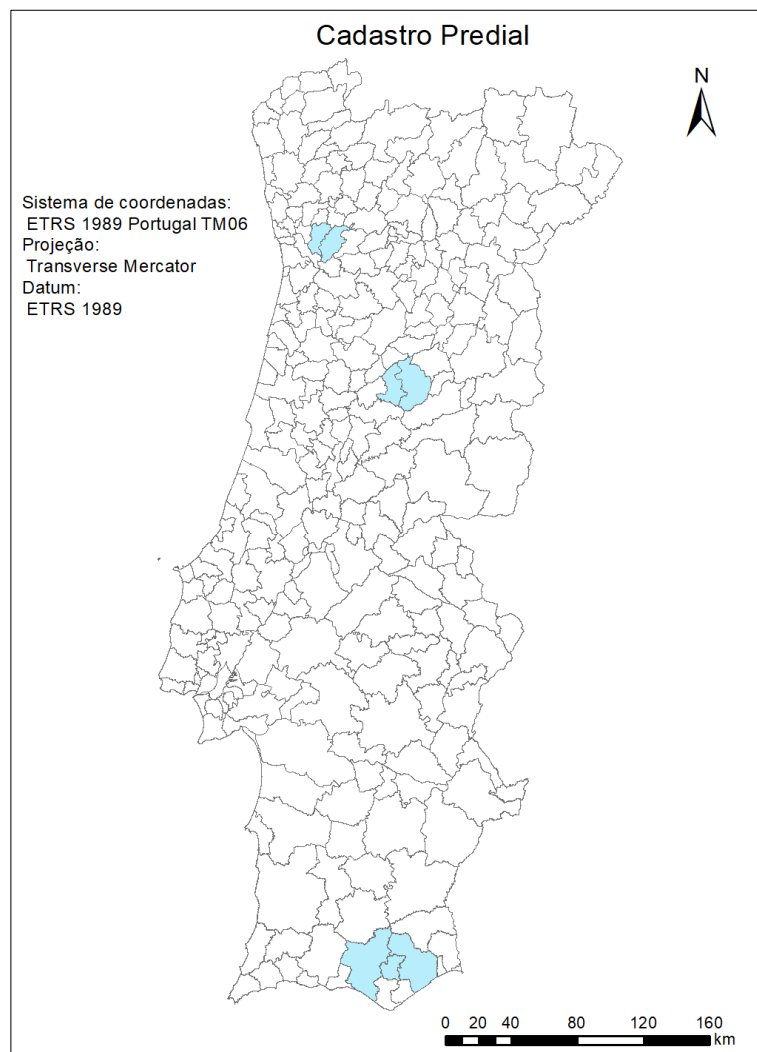 Cadastro Predial
N
Sistema de coordenadas:
ETRS 1989 Portugal TM06
Projeção:
Transverse Mercator
Datum:
ETRS 1989
0 20 40 80 120 160
km